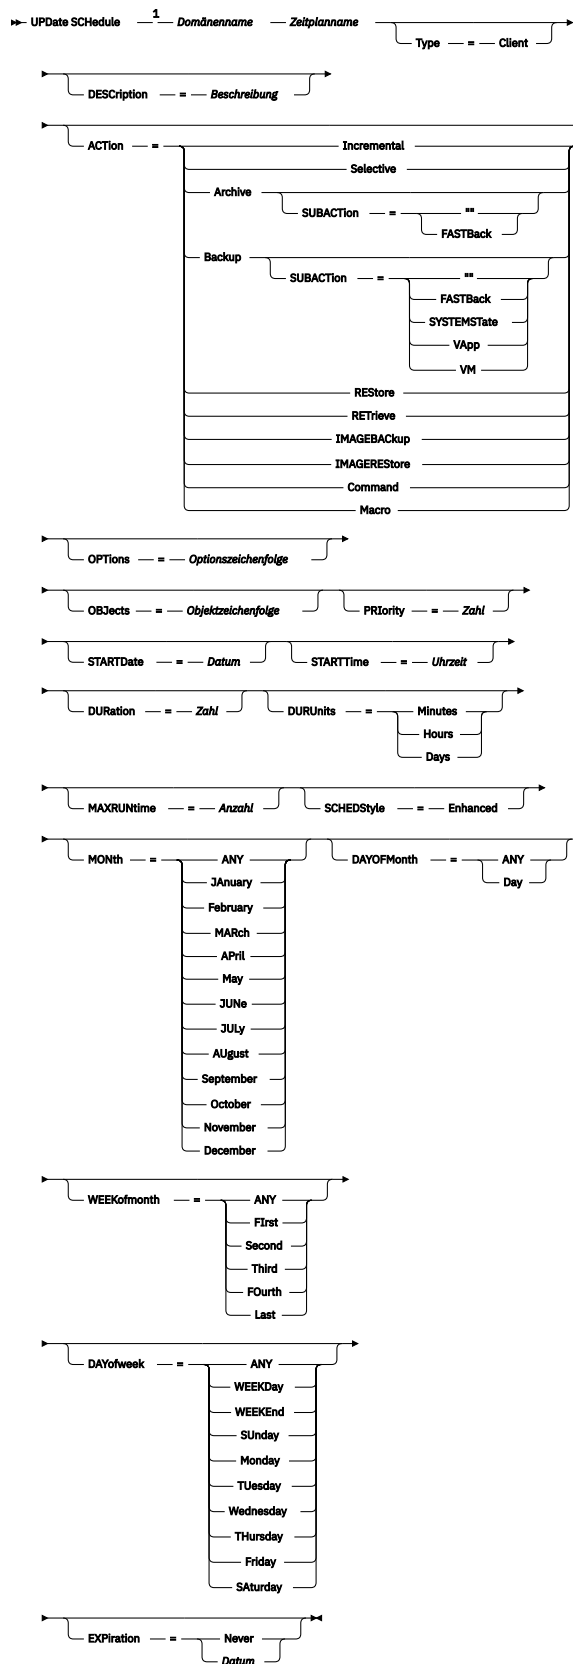 1
UPDate SCHedule Domänenname Zeitplanname
Type = Client
DESCription = Beschreibung
ACTion = Incremental
Selective
Archive
SUBACTion = ""
FASTBack
Backup
SUBACTion = ""
FASTBack
SYSTEMSTate
VApp
VM
REStore
RETrieve
IMAGEBACkup
IMAGEREStore
Command
Macro
OPTions = Optionszeichenfolge
OBJects = Objektzeichenfolge PRIority = Zahl
STARTDate = Datum STARTTime = Uhrzeit
DURation = Zahl DURUnits = Minutes
Hours
Days
MAXRUNtime = Anzahl SCHEDStyle = Enhanced
MONth = ANY DAYOFMonth = ANY
JAnuary Day
February
MARch
APril
May
JUNe
JULy
AUgust
September
October
November
December
WEEKofmonth = ANY
FIrst
Second
Third
FOurth
Last
DAYofweek = ANY
WEEKDay
WEEKEnd
SUnday
Monday
TUesday
Wednesday
THursday
Friday
SAturday
EXPiration = Never
Datum